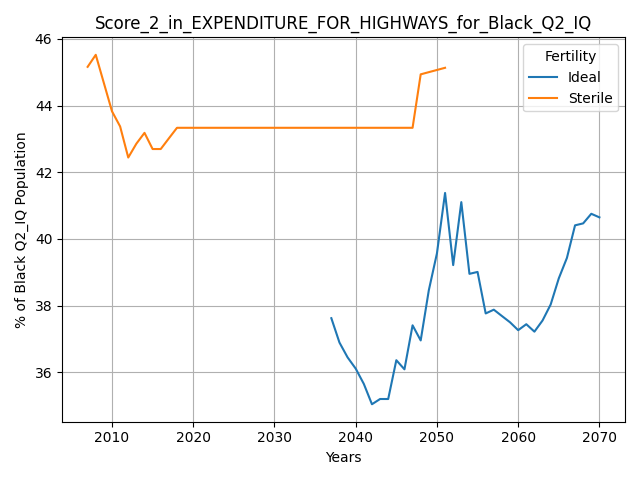 Score_2_in_EXPENDITURE_FOR_HIGHWAYS_for_Black_Q2_IQ
46
44
42
40
38
36
% of Black Q2_IQ Population
Fertility
Ideal
Sterile
2010 2020 2030 2040 2050 2060 2070
Years